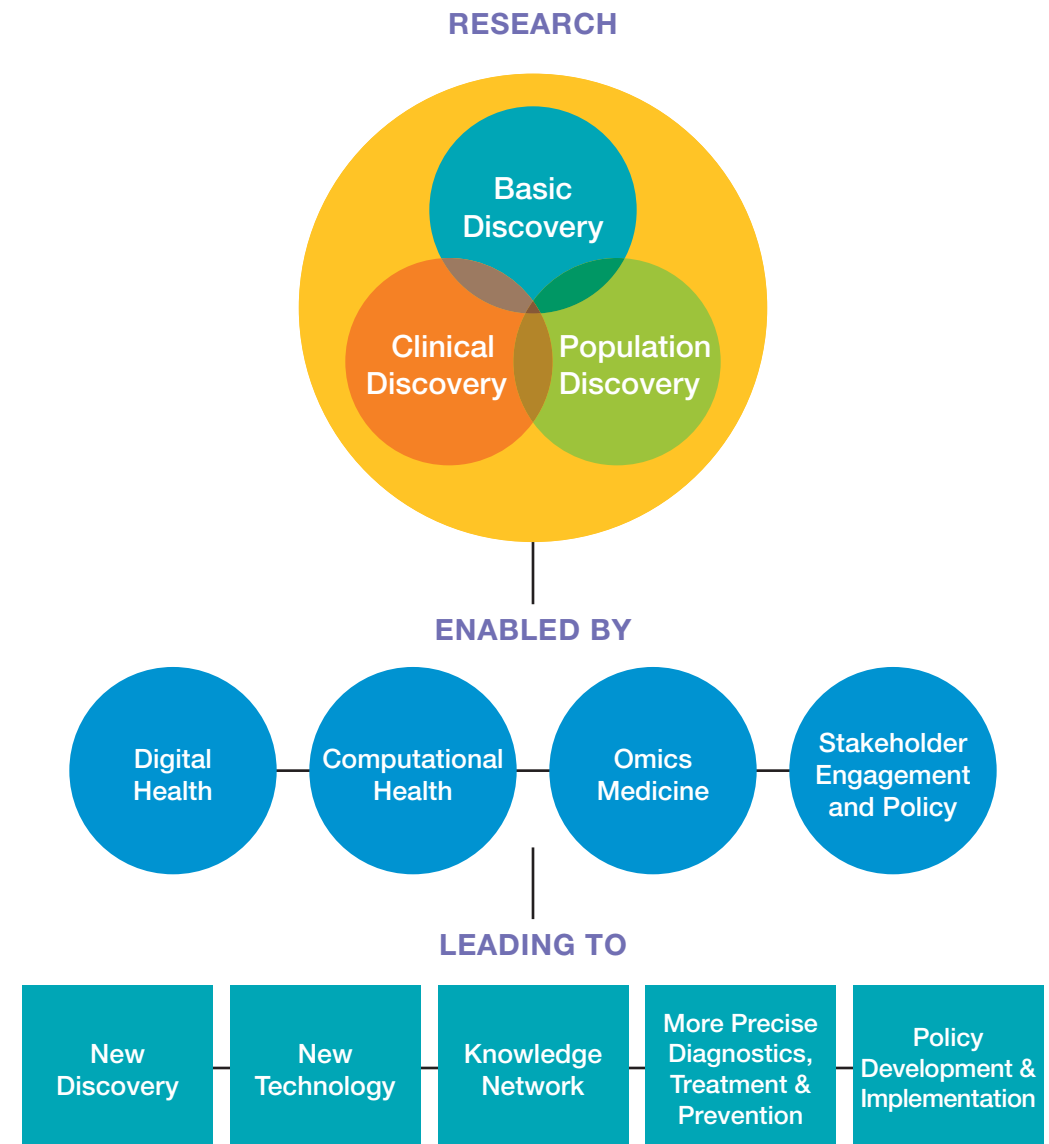 RESEARCH
Basic
Discovery
Clinical
Discovery
Population
Discovery
ENABLED BY
Digital
Health
Computational
Health
Omics
Medicine
Stakeholder
Engagement
and Policy
LEADING TO
New
Discovery
New
Technology
Knowledge
Network
More Precise
Diagnostics,
Treatment &
Prevention
Policy
Development &
Implementation